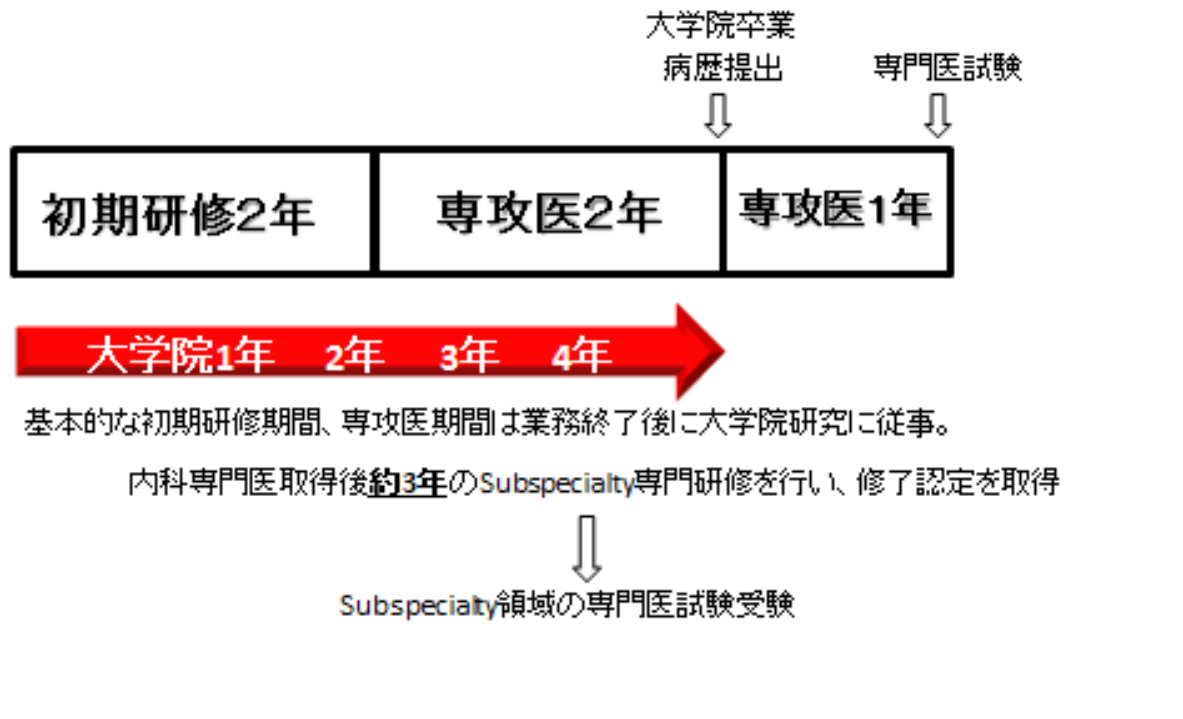 大学院卒業
病歴提出
専門医試験
初期研修2年
専攻医2年
専攻医1年
大学院1年 2年 3年 4年
基本的な初期研修期間、専攻医期間は業務終了後に大学院研究に従事。
内科専門医取得後約3年のSubspecialty専門研修を行い、修了認定を取得
Subspecialty領域の専門医試験受験